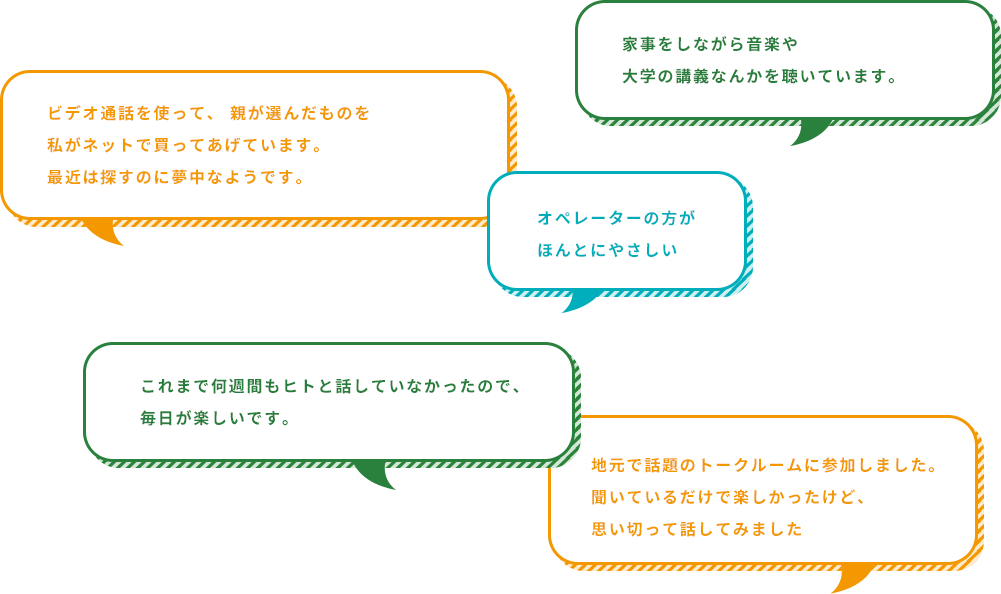 家事をしながら音楽や
大学の講義なんかを聴いています。
ビデオ通話を使って、 親が選んだものを
私がネットで買ってあげています。
最近は探すのに夢中なようです。
オペレーターの方が
ほんとにやさしい
これまで何週間もヒトと話していなかったので、
毎日が楽しいです。
地元で話題のトークルームに参加しました。
聞いているだけで楽しかったけど、
思い切って話してみました